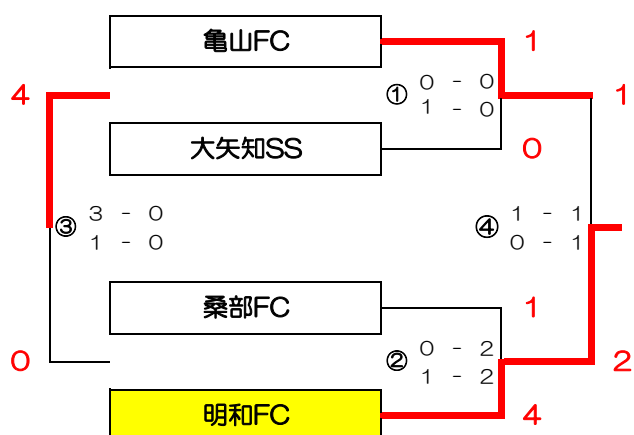 亀山FC
1
① 0 - 0
1 - 0
4
1
大矢知SS
0
③ 3 - 0
1 - 0
④ 1 - 1
0 - 1
桑部FC
1
② 0 - 2
1 - 2
0
2
明和FC
4